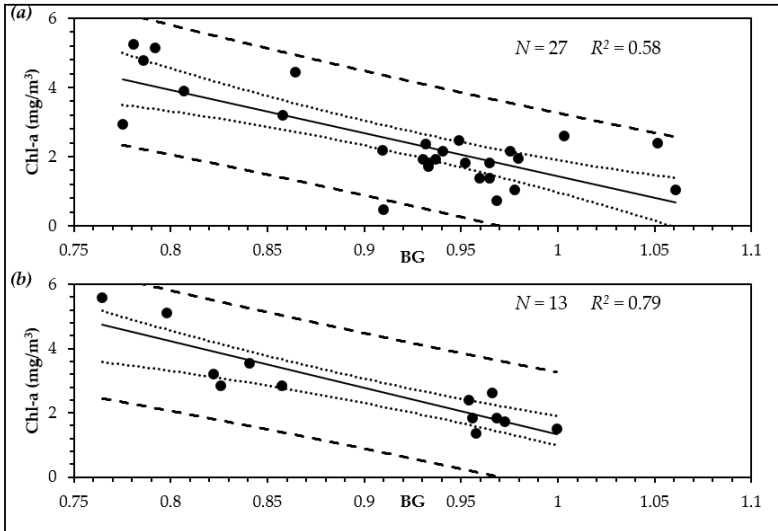 (a)
6
4
2
0
Chl-a (mg/m³)
N = 27 R² = 0.58
0.75 0.8 0.85 0.9 0.95 1 1.05 1.1
BG
(b)
6
4
2
0
Chl-a (mg/m³)
N = 13 R² = 0.79
0.75 0.8 0.85 0.9 0.95 1 1.05 1.1
BG